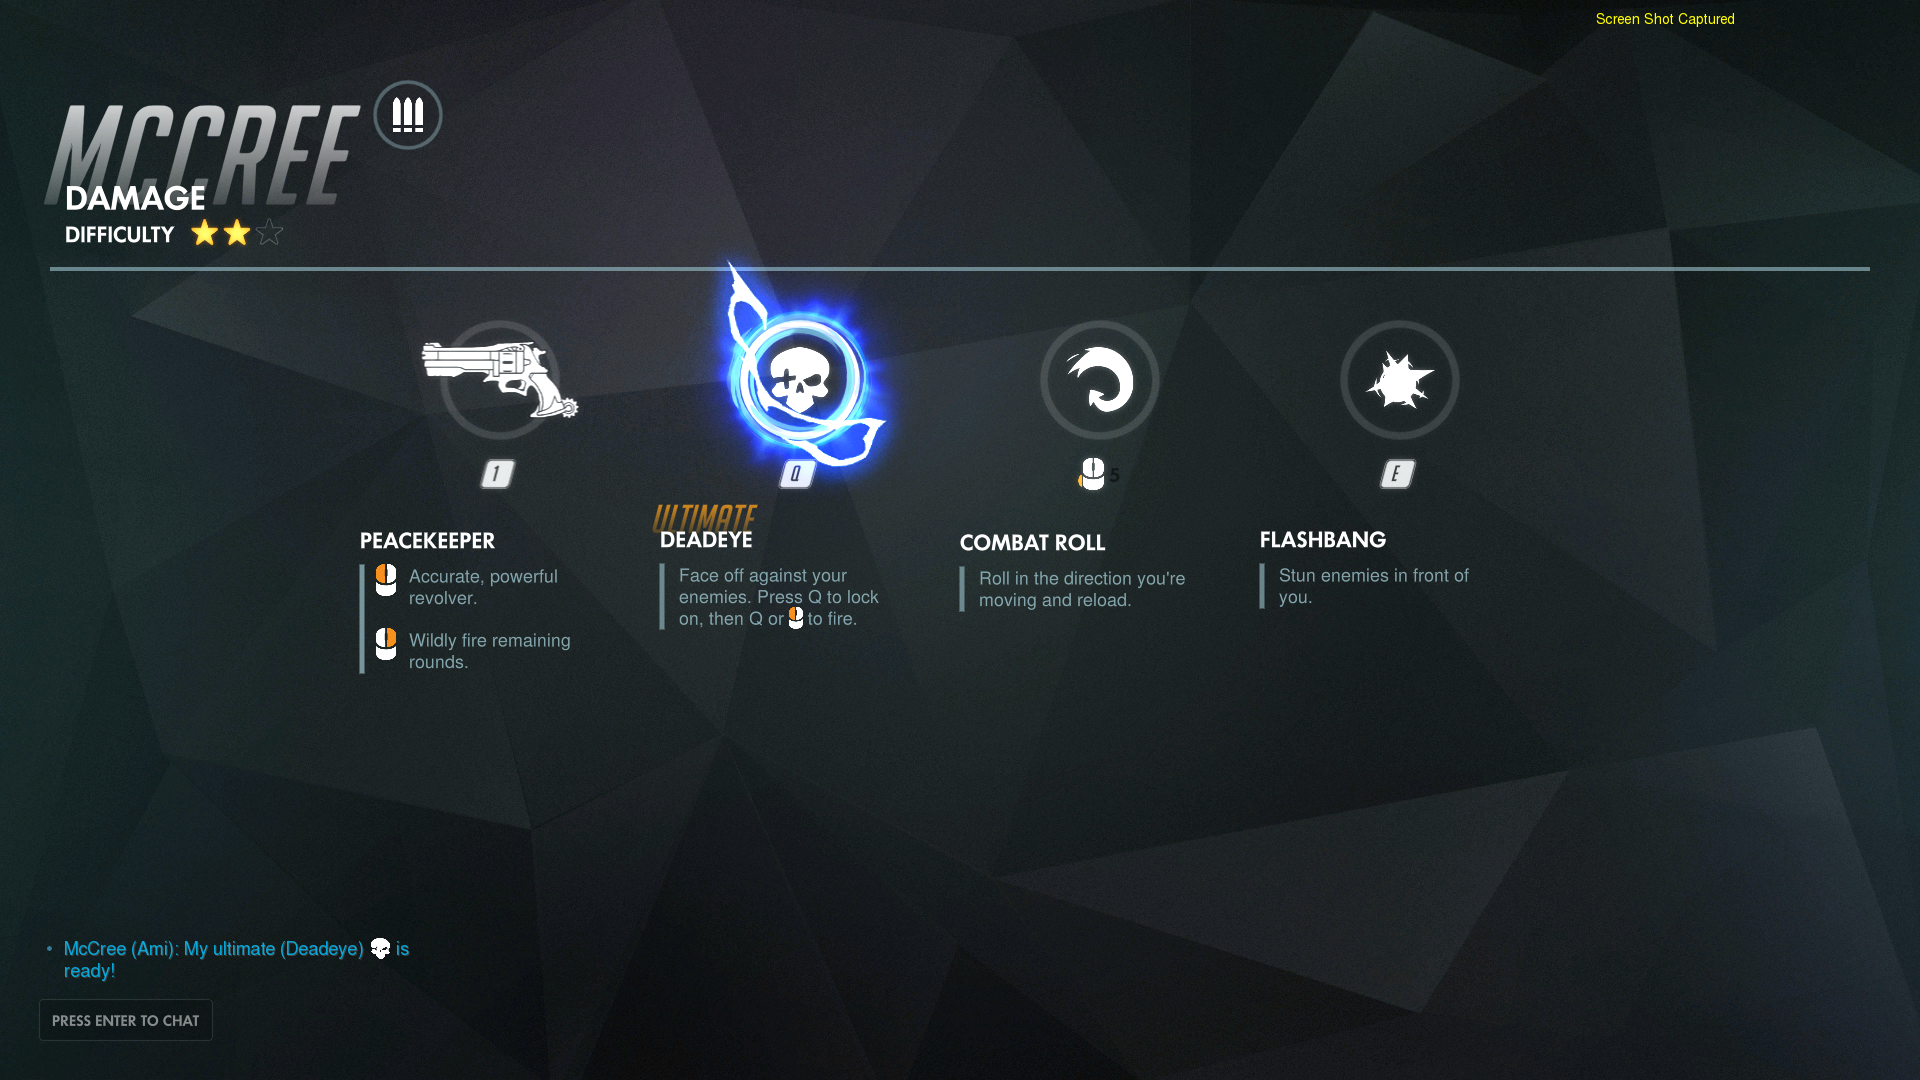 Screen Shot Captured
MCCREE
DAMAGE
DIFFICULTY
1
Q
5
E
PEACEKEEPER
Accurate, powerful
revolver.
Wildly fire remaining
rounds.
ULTIMATE
DEADEYE
Face off against your
enemies. Press Q to lock
on, then Q or to fire.
COMBAT ROLL
Roll in the direction you're
moving and reload.
FLASHBANG
Stun enemies in front of
you.
McCree (Ami): My ultimate (Deadeye) is
ready!
PRESS ENTER TO CHAT